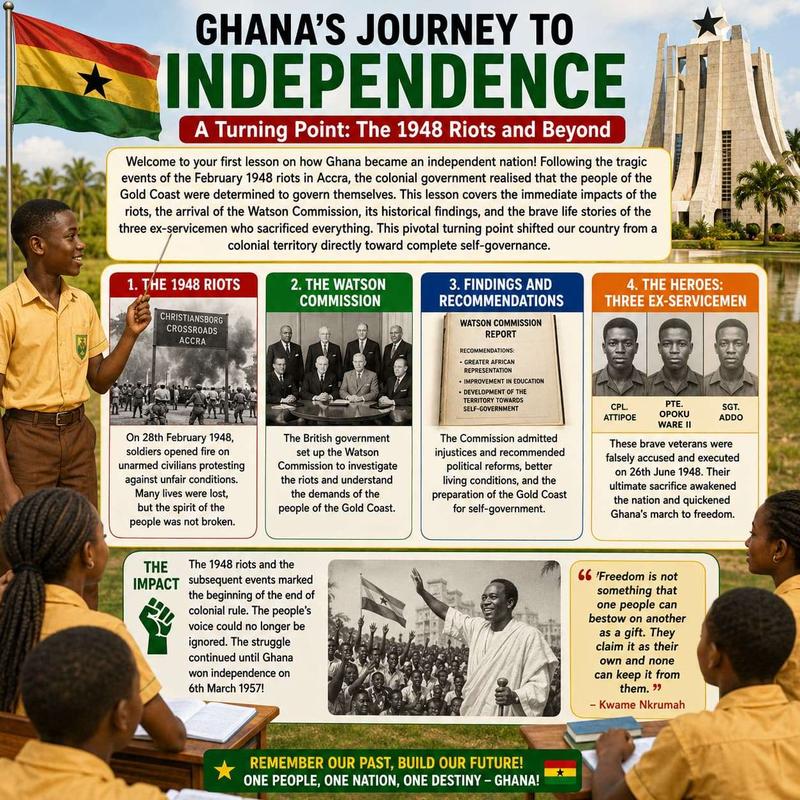 GHANA'S JOURNEY TO
INDEPENDENCE
A Turning Point: The 1948 Riots and Beyond
Welcome to your first lesson on how Ghana became an independent nation! Following the tragic
events of the February 1948 riots in Accra, the colonial government realised that the people of the
Gold Coast were determined to govern themselves. This lesson covers the immediate impacts of the
riots, the arrival of the Watson Commission, its historical findings, and the brave life stories of the
three ex-servicemen who sacrificed everything. This pivotal turning point shifted our country from a
colonial territory directly toward complete self-governance.
1. THE 1948 RIOTS
CHRISTIANSBORG
CROSSROADS
ACCRA
On 28th February 1948,
soldiers opened fire on
unarmed civilians protesting
against unfair conditions.
Many lives were lost,
but the spirit of the
people was not broken.
2. THE WATSON
COMMISSION
The British government
set up the Watson
Commission to investigate
the riots and understand
the demands of the
people of the Gold Coast.
3. FINDINGS AND
RECOMMENDATIONS
WATSON COMMISSION
REPORT
RECOMMENDATIONS:
• GREATER AFRICAN
REPRESENTATION
• IMPROVEMENT IN EDUCATION
• DEVELOPMENT OF THE
TERRITORY TOWARDS
SELF-GOVERNMENT
The Commission admitted
injustices and recommended
political reforms, better
living conditions, and the
preparation of the Gold Coast
for self-government.
4. THE HEROES:
THREE EX-SERVICEMEN
CPL.
ATTIPOE
PTE.
OPOKU
WARE II
SGT.
ADDO
These brave veterans were
falsely accused and executed
on 26th June 1948. Their
ultimate sacrifice awakened
the nation and quickened
Ghana's march to freedom.
THE
IMPACT
The 1948 riots and the
subsequent events marked
the beginning of the end of
colonial rule. The people's
voice could no longer be
ignored. The struggle
continued until Ghana
won independence on
6th March 1957!
“ 'Freedom is not
something that
one people can
bestow on another
as a gift. They
claim it as their
own and none
can keep it from
them. ”
– Kwame Nkrumah
REMEMBER OUR PAST, BUILD OUR FUTURE!
ONE PEOPLE, ONE NATION, ONE DESTINY – GHANA!